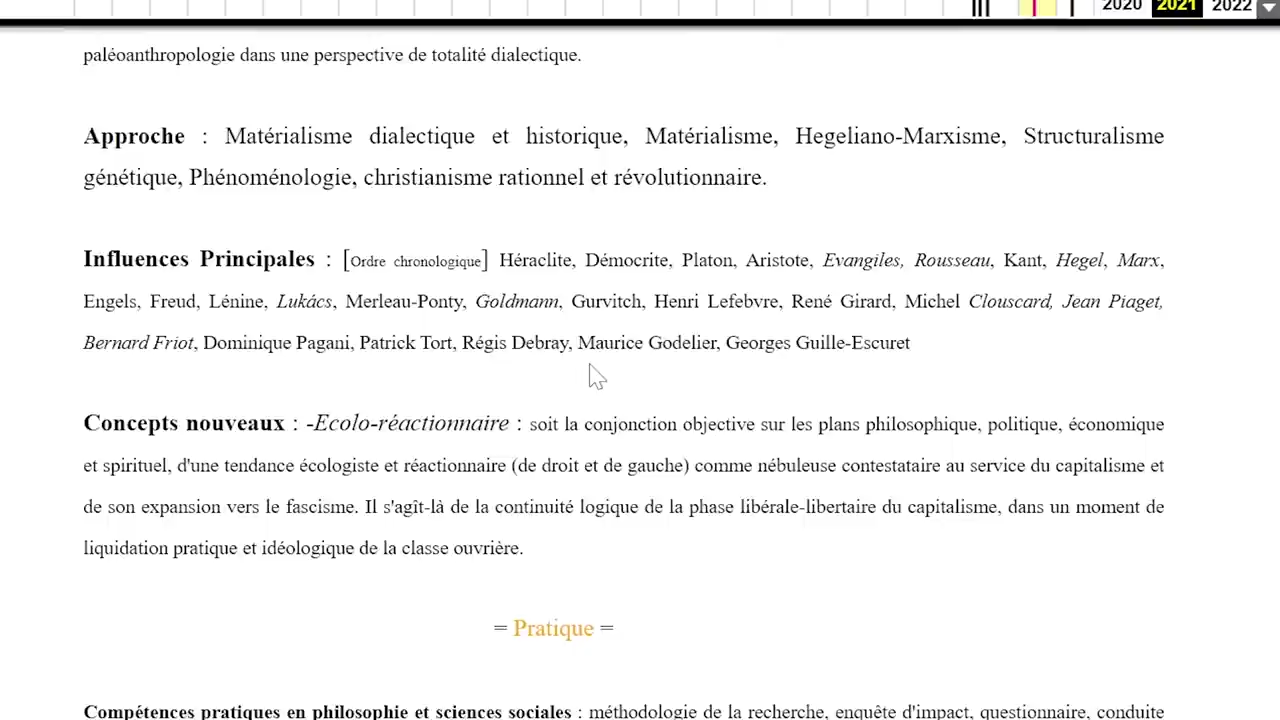 2020 2021 2022
paléoanthropologie dans une perspective de totalité dialectique.
Approche : Matérialisme dialectique et historique, Matérialisme, Hegeliano-Marxisme, Structuralisme
génétique, Phénoménologie, christianisme rationnel et révolutionnaire.
Influences Principales : [Ordre chronologique] Héraclite, Démocrite, Platon, Aristote, Evangiles, Rousseau, Kant, Hegel, Marx,
Engels, Freud, Lénine, Lukács, Merleau-Ponty, Goldmann, Gurvitch, Henri Lefebvre, René Girard, Michel Clouscard, Jean Piaget,
Bernard Friot, Dominique Pagani, Patrick Tort, Régis Debray, Maurice Godelier, Georges Guille-Escuret
Concepts nouveaux : -Ecolo-réactionnaire : soit la conjonction objective sur les plans philosophique, politique, économique
et spirituel, d'une tendance écologiste et réactionnaire (de droit et de gauche) comme nébuleuse contestataire au service du capitalisme et
de son expansion vers le fascisme. Il s'agît-là de la continuité logique de la phase libérale-libertaire du capitalisme, dans un moment de
liquidation pratique et idéologique de la classe ouvrière.
= Pratique =
Compétences pratiques en philosophie et sciences sociales : méthodologie de la recherche, enquête d'impact, questionnaire, conduite